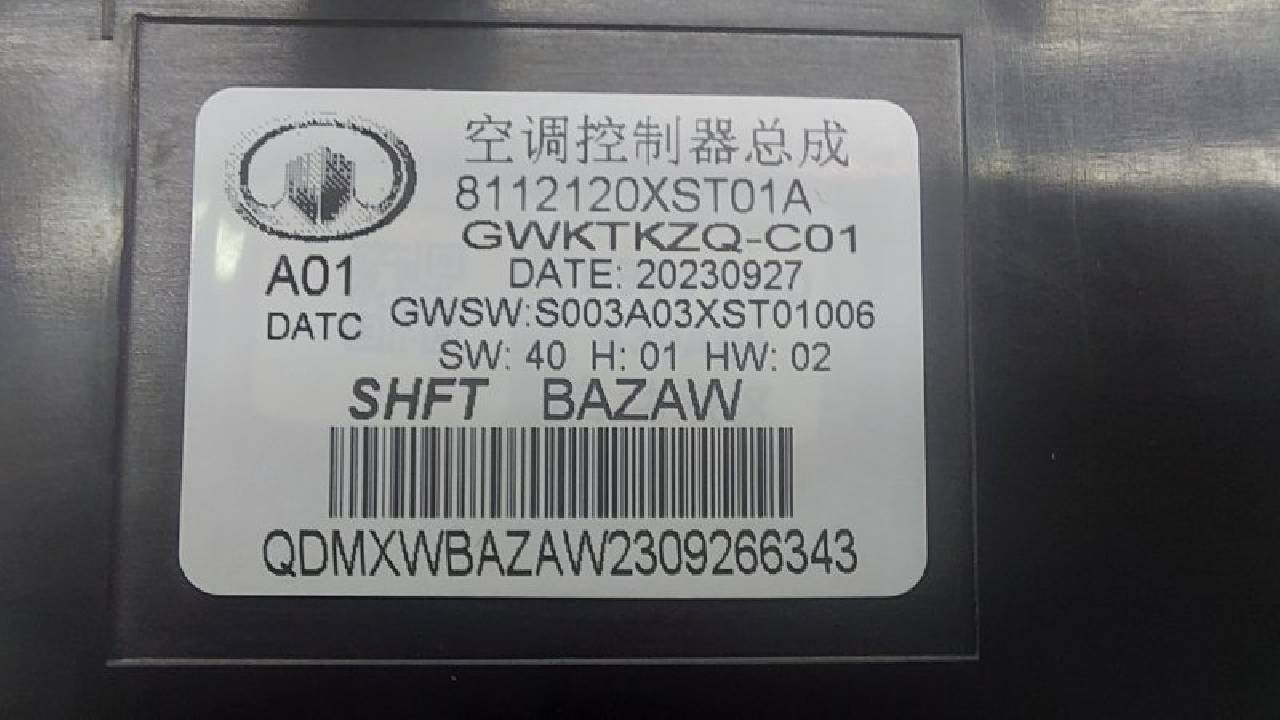 空调控制器总成
8112120XST01A
GWKTKZQ-C01
A01
DATE: 20230927
DATC
GWSW:S003A03XST01006
SW: 40 H: 01 HW: 02
SHFT BAZAW
QDMXWBAZAW2309266343